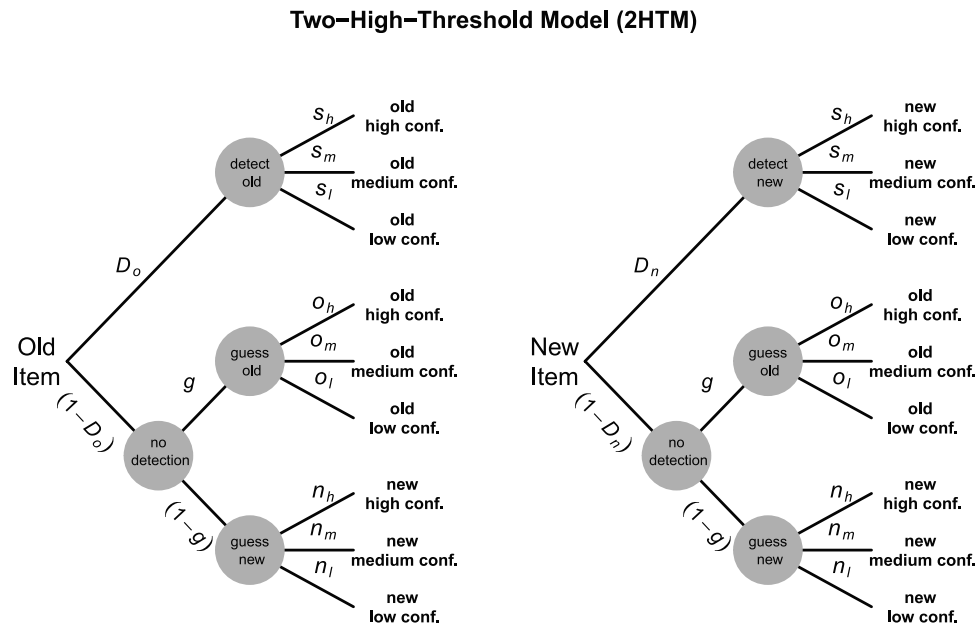 Two−High−Threshold Model (2HTM)
Old
Item
D_o
(1−D_o)
detect
old
s_h
s_m
s_l
old
high conf.
old
medium conf.
old
low conf.
no
detection
g
(1−g)
guess
old
o_h
o_m
o_l
old
high conf.
old
medium conf.
old
low conf.
guess
new
n_h
n_m
n_l
new
high conf.
new
medium conf.
new
low conf.
New
Item
D_n
(1−D_n)
detect
new
s_h
s_m
s_l
new
high conf.
new
medium conf.
new
low conf.
no
detection
g
(1−g)
guess
old
o_h
o_m
o_l
old
high conf.
old
medium conf.
old
low conf.
guess
new
n_h
n_m
n_l
new
high conf.
new
medium conf.
new
low conf.